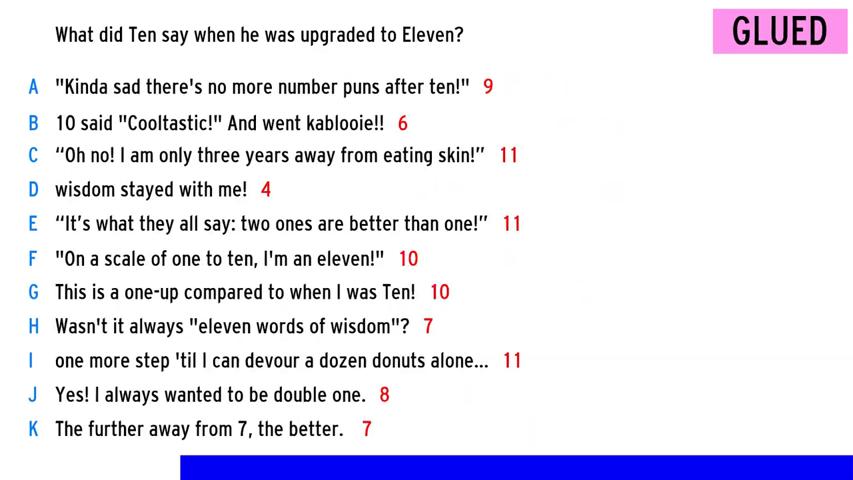 What did Ten say when he was upgraded to Eleven?
GLUED
A "Kinda sad there's no more number puns after ten!" 9
B 10 said "Cooltastic!" And went kablooie!! 6
C “Oh no! I am only three years away from eating skin!” 11
D wisdom stayed with me! 4
E “It’s what they all say: two ones are better than one!” 11
F "On a scale of one to ten, I'm an eleven!" 10
G This is a one-up compared to when I was Ten! 10
H Wasn't it always "eleven words of wisdom"? 7
I one more step 'til I can devour a dozen donuts alone... 11
J Yes! I always wanted to be double one. 8
K The further away from 7, the better. 7